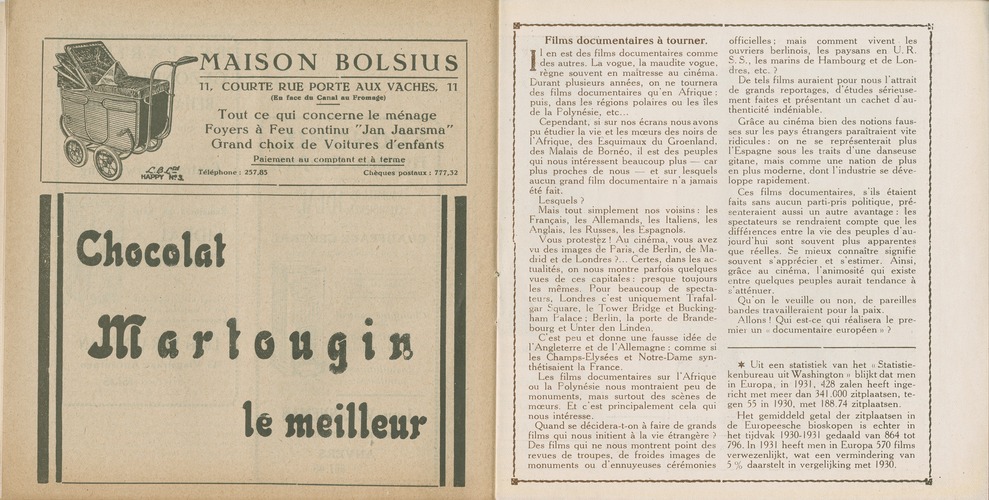 MAISON BOLSIUS
11, COURTE RUE PORTE AUX VACHES, 11
(En face du Canal au Fromage)
Tout ce qui concerne le ménage
Foyers à Feu continu "Jan Jaarsma"
Grand choix de Voitures d'enfants
Paiement au comptant et à terme
HAPPY Nº 3.
Téléphone : 257.85 Chèques postaux : 777,32
Chocolat
Martougin
le meilleur
Films documentaires à tourner.
Il en est des films documentaires comme
des autres. La vogue, la maudite vogue,
règne souvent en maîtresse au cinéma.
Durant plusieurs années, on ne tournera
des films documentaires qu'en Afrique ;
puis, dans les régions polaires ou les îles
de la Polynésie, etc...
Cependant, si sur nos écrans nous avons
pu étudier la vie et les mœurs des noirs de
l'Afrique, des Esquimaux du Groenland,
des Malais de Bornéo, il est des peuples
qui nous intéressent beaucoup plus — car
plus proches de nous — et sur lesquels
aucun grand film documentaire n'a jamais
été fait.
Lesquels ?
Mais tout simplement nos voisins : les
Français, les Allemands, les Italiens, les
Anglais, les Russes, les Espagnols.
Vous protestez ! Au cinéma, vous avez
vu des images de Paris, de Berlin, de Ma-
drid et de Londres ?... Certes, dans les ac-
tualités, on nous montre parfois quelques
vues de ces capitales : presque toujours
les mêmes. Pour beaucoup de specta-
teurs, Londres c'est uniquement Trafal-
gar Square, le Tower Bridge et Bucking-
ham Palace ; Berlin, la porte de Brande-
bourg et Unter den Linden.
C'est peu et donne une fausse idée de
l'Angleterre et de l'Allemagne : comme si
les Champs-Elysées et Notre-Dame syn-
thétisaient la France.
Les films documentaires sur l'Afrique
ou la Polynésie nous montraient peu de
monuments, mais surtout des scènes de
mœurs. Et c'est principalement cela qui
nous intéresse.
Quand se décidera-t-on à faire de grands
films qui nous initient à la vie étrangère ?
Des films qui ne nous montrent point des
revues de troupes, de froides images de
monuments ou d'ennuyeuses cérémonies
officielles ; mais comment vivent les
ouvriers berlinois, les paysans en U. R.
S. S., les marins de Hambourg et de Lon-
dres, etc. ?
De tels films auraient pour nous l'attrait
de grands reportages, d'études sérieuse-
ment faites et présentant un cachet d'au-
thenticité indéniable.
Grâce au cinéma bien des notions faus-
ses sur les pays étrangers paraîtraient vite
ridicules : on ne se représenterait plus
l'Espagne sous les traits d'une danseuse
gitane, mais comme une nation de plus
en plus moderne, dont l'industrie se déve-
loppe rapidement.
Ces films documentaires, s'ils étaient
faits sans aucun parti-pris politique, pré-
senteraient aussi un autre avantage : les
spectateurs se rendraient compte que les
différences entre la vie des peuples d'au-
jourd'hui sont souvent plus apparentes
que réelles. Se mieux connaître signifie
souvent s'apprécier et s'estimer. Ainsi,
grâce au cinéma, l'animosité qui existe
entre quelques peuples aurait tendance à
s'atténuer.
Qu'on le veuille ou non, de pareilles
bandes travailleraient pour la paix.
Allons ! Qui est-ce qui réalisera le pre-
mier un « documentaire européen » ?
* Uit een statistiek van het « Statistie-
kenbureau uit Washington » blijkt dat men
in Europa, in 1931, 428 zalen heeft inge-
richt met meer dan 341.000 zitplaatsen, te-
gen 55 in 1930, met 188.74 zitplaatsen.
Het gemiddeld getal der zitplaatsen in
de Europeesche bioskopen is echter in
het tijdvak 1930-1931 gedaald van 864 tot
796. In 1931 heeft men in Europa 570 films
verwezenlijkt, wat een vermindering van
5 % daarstelt in vergelijking met 1930.